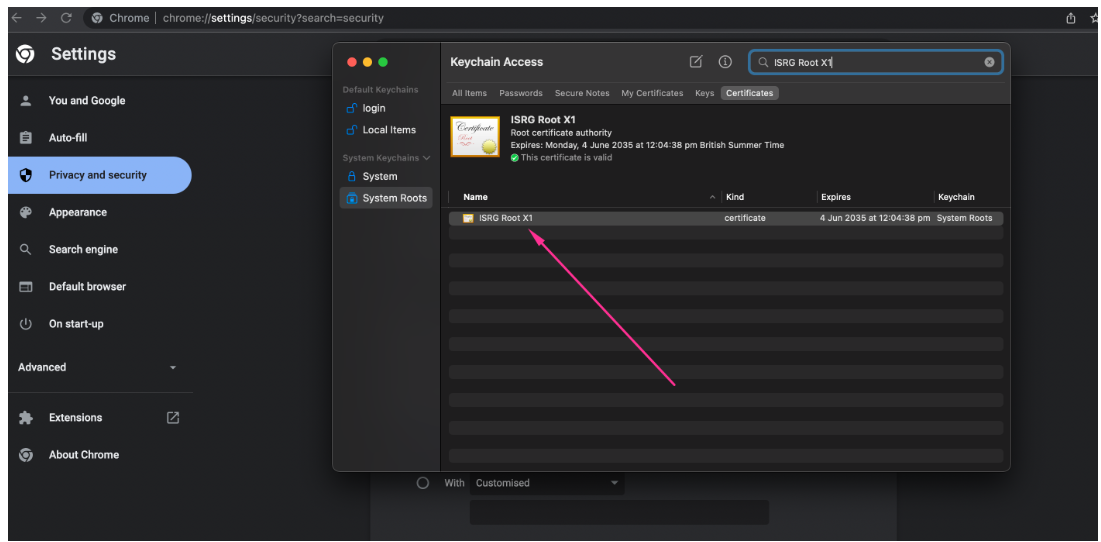 Chrome | chrome://settings/security?search=security
Settings
You and Google
Auto-fill
Privacy and security
Appearance
Search engine
Default browser
On start-up
Advanced
Extensions
About Chrome
Keychain Access
ISRG Root X1
Default Keychains
login
Local Items
System Keychains
System
System Roots
All Items Passwords Secure Notes My Certificates Keys Certificates
Certificate
Root
ISRG Root X1
Root certificate authority
Expires: Monday, 4 June 2035 at 12:04:38 pm British Summer Time
This certificate is valid
Name Kind Expires Keychain
ISRG Root X1 certificate 4 Jun 2035 at 12:04:38 pm System Roots
With Customised